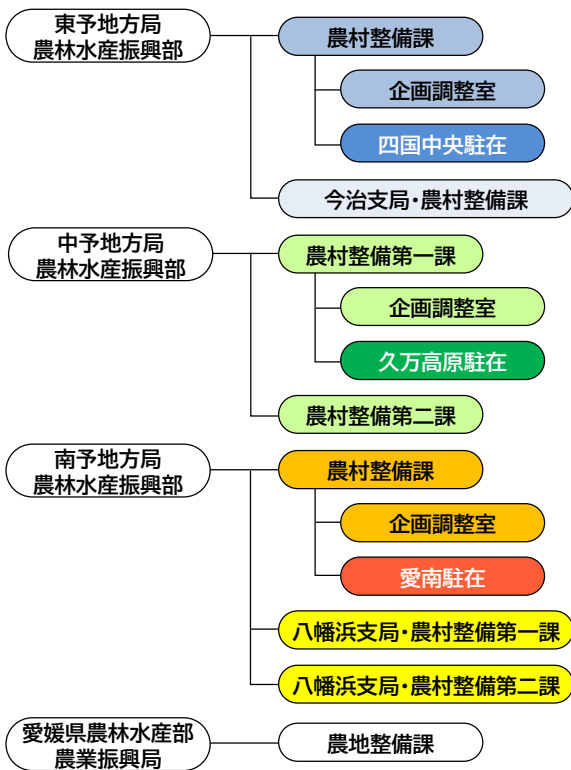 東予地方局
農林水産振興部
農村整備課
企画調整室
四国中央駐在
今治支局・農村整備課
中予地方局
農林水産振興部
農村整備第一課
企画調整室
久万高原駐在
農村整備第二課
南予地方局
農林水産振興部
農村整備課
企画調整室
愛南駐在
八幡浜支局・農村整備第一課
八幡浜支局・農村整備第二課
愛媛県農林水産部
農業振興局
農地整備課